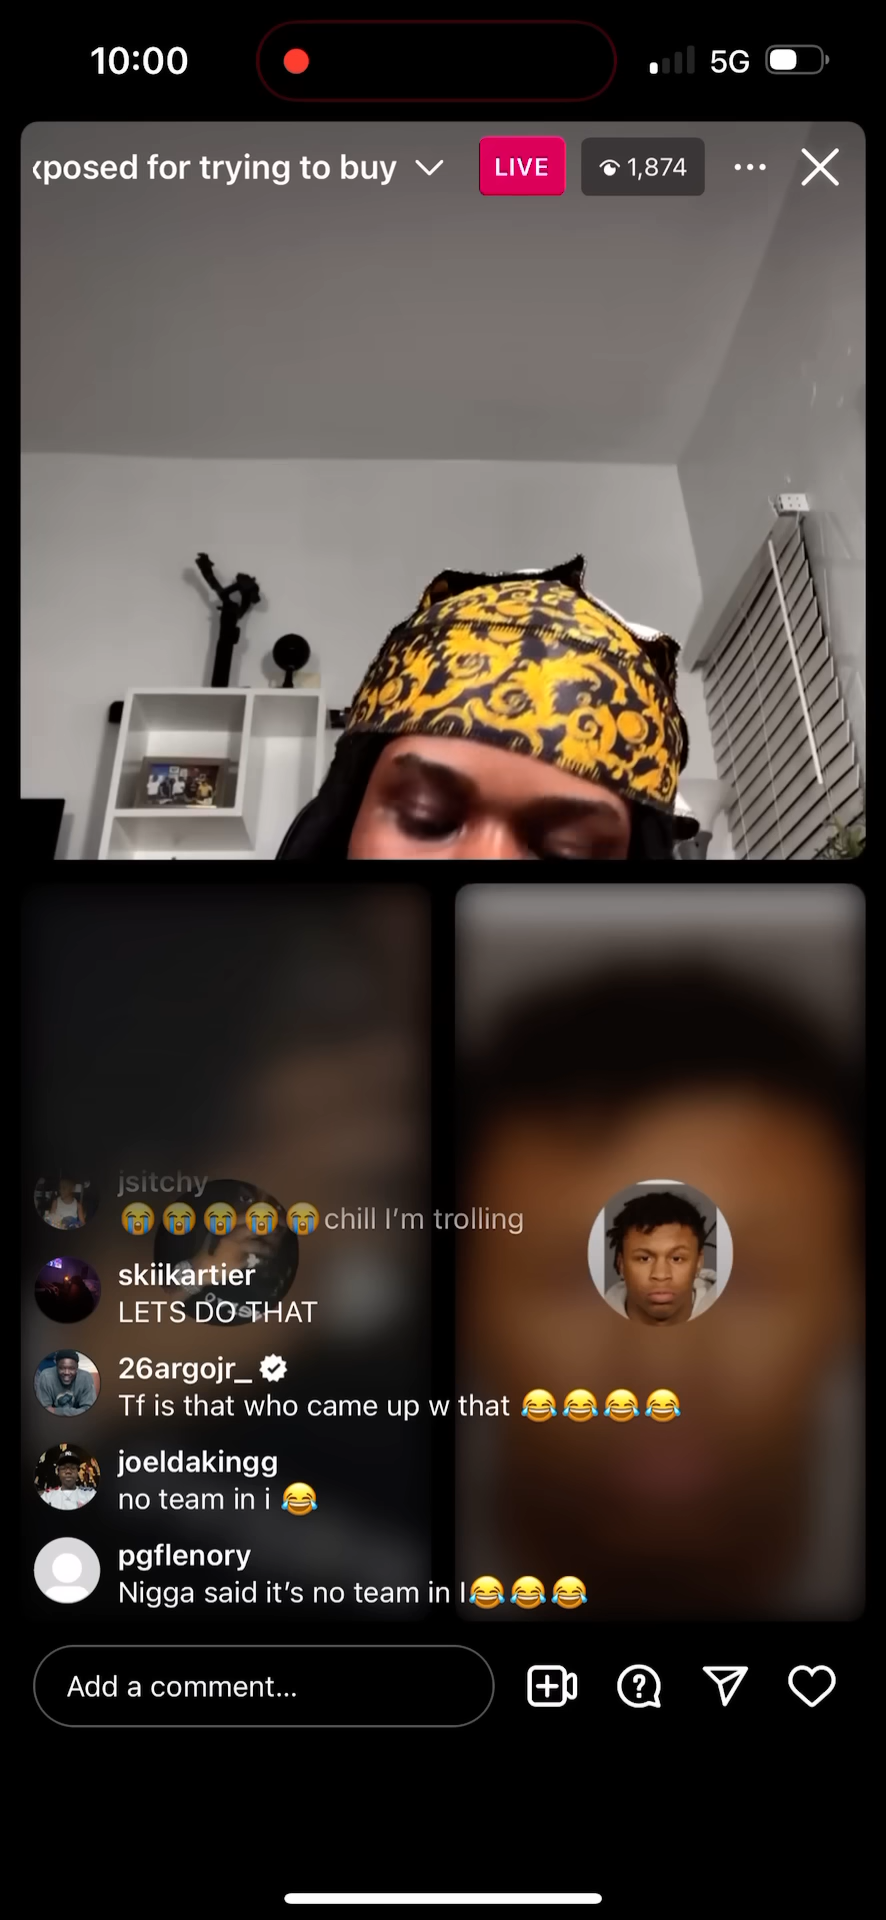 10:00
5G
xposed for trying to buy
LIVE
1,874
jsitchy
😭😭😭😭😭chill I'm trolling
skiikartier
LETS DO THAT
26argojr_
Tf is that who came up w that 😂😂😂😂
joeldakingg
no team in i 😂
pgflenory
Nigga said it's no team in I😂😂😂
Add a comment...